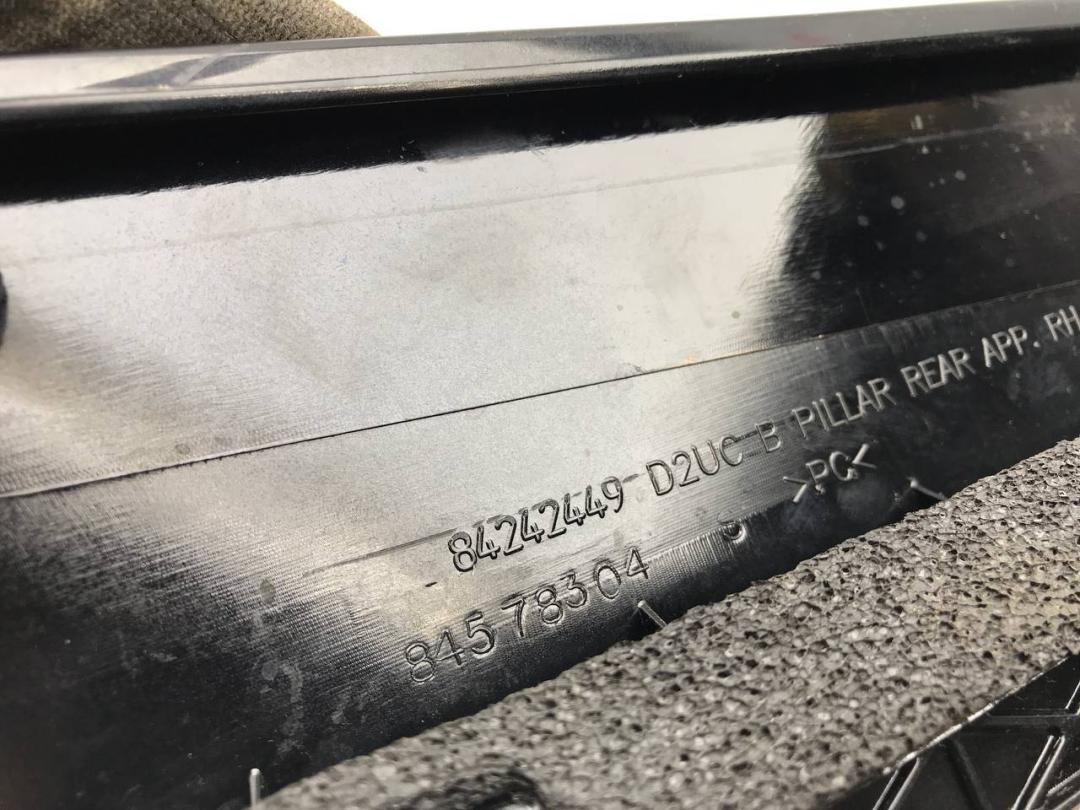 84242449 D2UC B PILLAR REAR APP. RH
>PC<
84578304